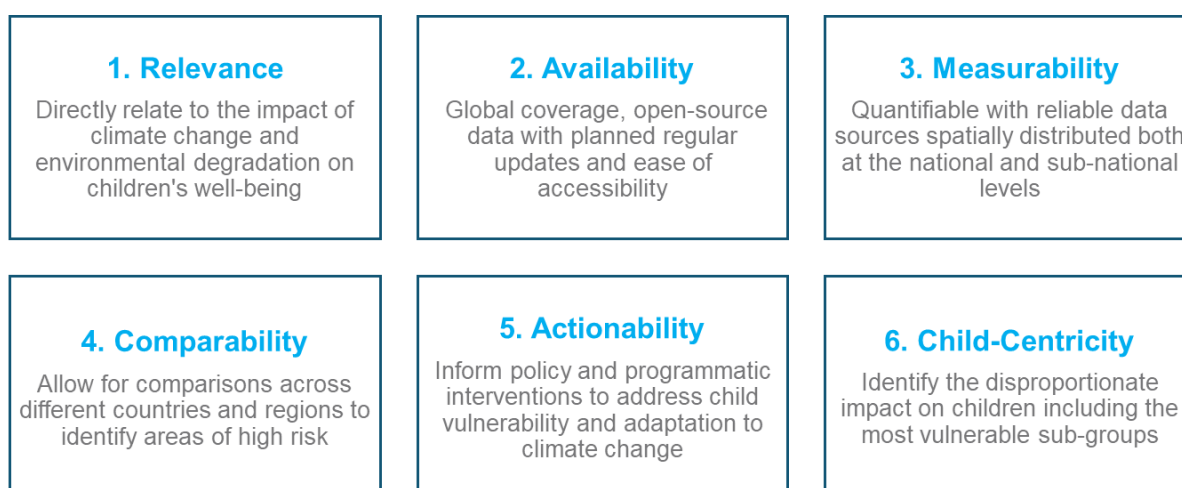 1. Relevance
Directly relate to the impact of
climate change and
environmental degradation on
children's well-being
2. Availability
Global coverage, open-source
data with planned regular
updates and ease of
accessibility
3. Measurability
Quantifiable with reliable data
sources spatially distributed both
at the national and sub-national
levels
4. Comparability
Allow for comparisons across
different countries and regions to
identify areas of high risk
5. Actionability
Inform policy and programmatic
interventions to address child
vulnerability and adaptation to
climate change
6. Child-Centricity
Identify the disproportionate
impact on children including the
most vulnerable sub-groups